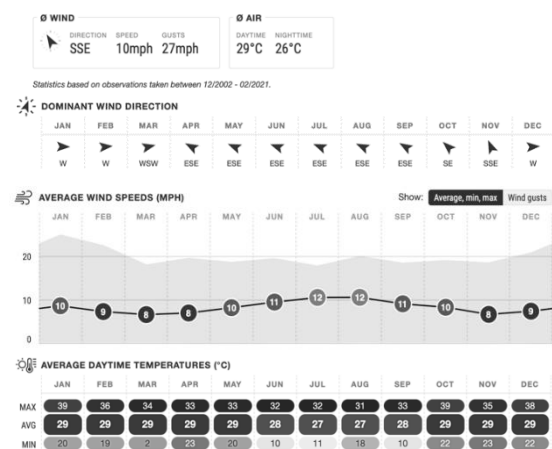 Ø WIND
Ø AIR
DIRECTION SPEED GUSTS
DAYTIME NIGHTTIME
SSE 10mph 27mph
29°C 26°C
Statistics based on observations taken between 12/2002 - 02/2021.
DOMINANT WIND DIRECTION
JAN FEB MAR APR MAY JUN JUL AUG SEP OCT NOV DEC
W W WSW ESE ESE ESE ESE ESE ESE SE SSE W
AVERAGE WIND SPEEDS (MPH)
Show: Average, min, max Wind gusts
JAN FEB MAR APR MAY JUN JUL AUG SEP OCT NOV DEC
20
10
0
10 9 8 8 10 11 12 12 11 10 8 9
AVERAGE DAYTIME TEMPERATURES (°C)
JAN FEB MAR APR MAY JUN JUL AUG SEP OCT NOV DEC
MAX 39 36 34 33 33 32 32 31 33 39 35 38
AVG 29 29 29 29 29 28 27 27 28 29 29 29
MIN 20 19 2 23 20 10 11 18 10 22 23 22